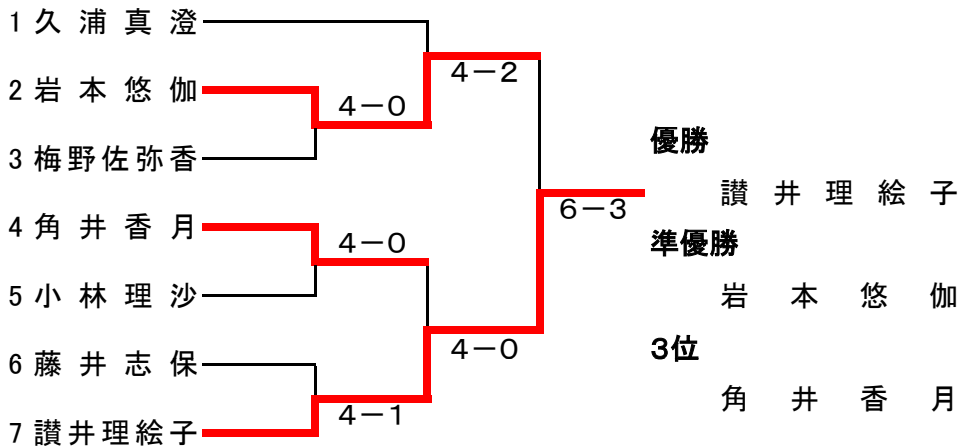 1 久浦真澄
4－2
2 岩本悠伽
4－0
3 梅野佐弥香
優勝
讃井理絵子
6－3
4 角井香月
4－0
準優勝
5 小林理沙
岩本悠伽
4－0
3位
6 藤井志保
角井香月
4－1
7 讃井理絵子